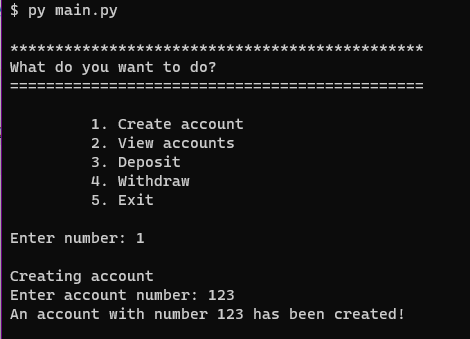 $ py main.py
**********************************************
What do you want to do?
==============================================
1. Create account
2. View accounts
3. Deposit
4. Withdraw
5. Exit
Enter number: 1
Creating account
Enter account number: 123
An account with number 123 has been created!